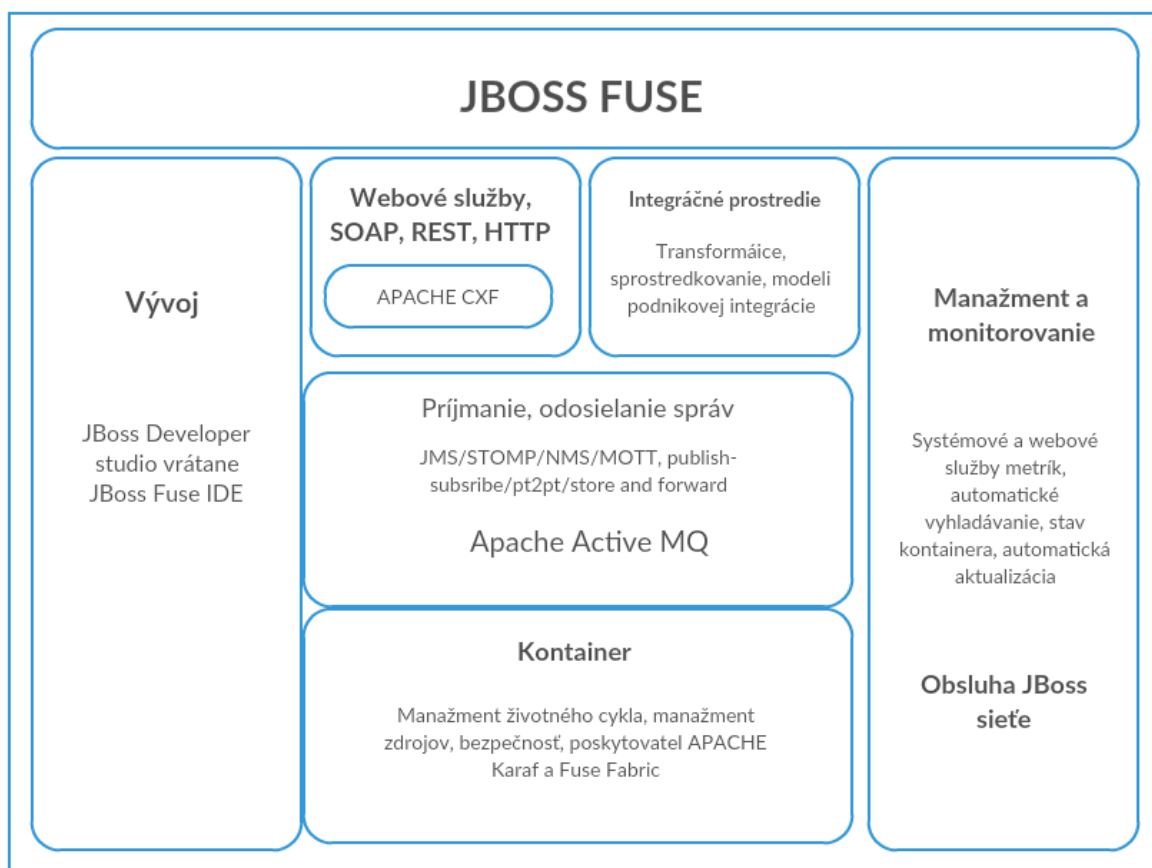 JBOSS FUSE
Vývoj
JBoss Developer
studio vrátane
JBoss Fuse IDE
Webové služby,
SOAP, REST, HTTP
APACHE CXF
Integráčné prostredie
Transformáice,
sprostredkovanie, modeli
podnikovej integrácie
Príjmanie, odosielanie správ
JMS/STOMP/NMS/MOTT, publish-
subsribe/pt2pt/store and forward
Apache Active MQ
Kontainer
Manažment životného cykla, manažment
zdrojov, bezpečnosť, poskytovatel APACHE
Karaf a Fuse Fabric
Manažment a
monitorovanie
Systémové a webové
služby metrík,
automatické
vyhladávanie, stav
kontainera, automatická
aktualizácia
Obsluha JBoss
sieťe